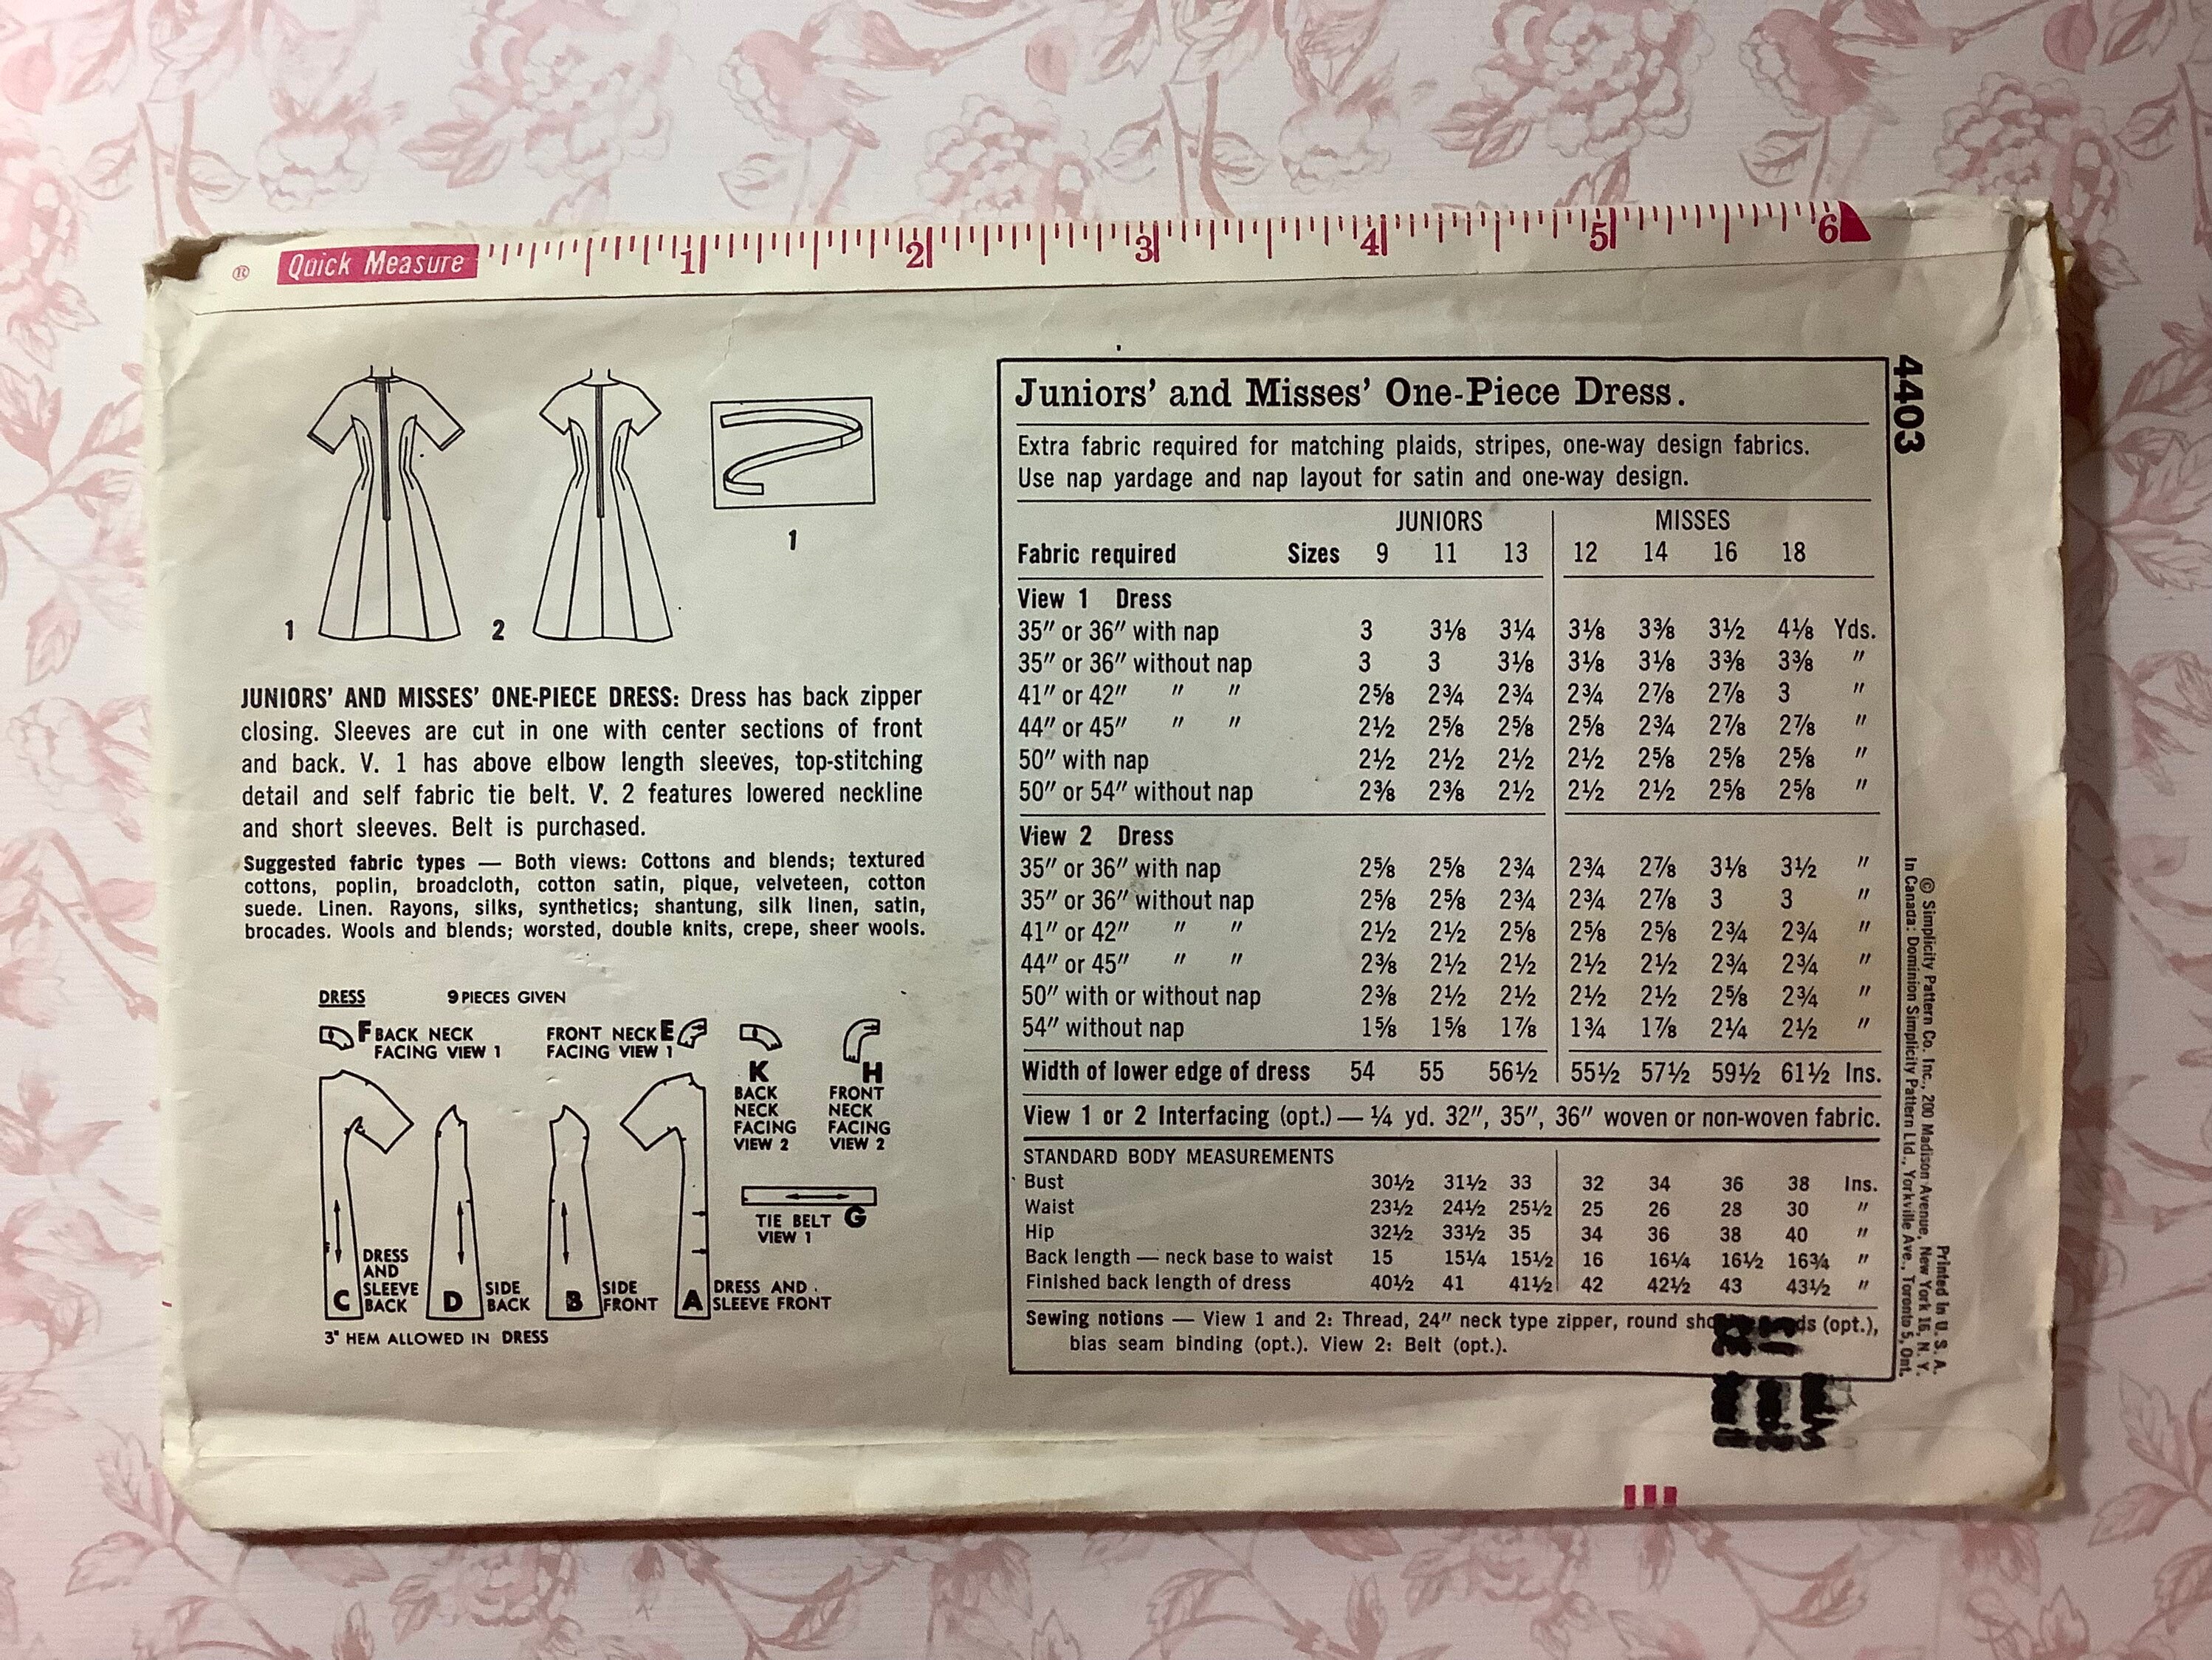 ® Quick Measure 1 2 3 4 5 6
1 2 1
JUNIORS' AND MISSES' ONE-PIECE DRESS: Dress has back zipper
closing. Sleeves are cut in one with center sections of front
and back. V. 1 has above elbow length sleeves, top-stitching
detail and self fabric tie belt. V. 2 features lowered neckline
and short sleeves. Belt is purchased.
Suggested fabric types — Both views: Cottons and blends; textured
cottons, poplin, broadcloth, cotton satin, pique, velveteen, cotton
suede. Linen. Rayons, silks, synthetics; shantung, silk linen, satin,
brocades. Wools and blends; worsted, double knits, crepe, sheer wools.
DRESS 9 PIECES GIVEN
F BACK NECK
FACING VIEW 1
FRONT NECK E
FACING VIEW 1
K
BACK
NECK
FACING
VIEW 2
H
FRONT
NECK
FACING
VIEW 2
TIE BELT G
VIEW 1
C DRESS
AND
SLEEVE
BACK
D SIDE
BACK
B SIDE
FRONT
A DRESS AND
SLEEVE FRONT
3" HEM ALLOWED IN DRESS
Juniors' and Misses' One-Piece Dress.
Extra fabric required for matching plaids, stripes, one-way design fabrics.
Use nap yardage and nap layout for satin and one-way design.
JUNIORS MISSES
Fabric required Sizes 9 11 13 12 14 16 18
View 1 Dress
35" or 36" with nap 3 3⅛ 3¼ 3⅛ 3⅜ 3½ 4⅛ Yds.
35" or 36" without nap 3 3 3⅛ 3⅛ 3⅛ 3⅜ 3⅜ "
41" or 42" " " 2⅝ 2¾ 2¾ 2¾ 2⅞ 2⅞ 3 "
44" or 45" " " 2½ 2⅝ 2⅝ 2⅝ 2¾ 2⅞ 2⅞ "
50" with nap 2½ 2½ 2½ 2½ 2⅝ 2⅝ 2⅝ "
50" or 54" without nap 2⅜ 2⅜ 2½ 2½ 2½ 2⅝ 2⅝ "
View 2 Dress
35" or 36" with nap 2⅝ 2⅝ 2¾ 2¾ 2⅞ 3⅛ 3½ "
35" or 36" without nap 2⅝ 2⅝ 2¾ 2¾ 2⅞ 3 3 "
41" or 42" " " 2½ 2½ 2⅝ 2⅝ 2⅝ 2¾ 2¾ "
44" or 45" " " 2⅜ 2½ 2½ 2½ 2½ 2¾ 2¾ "
50" with or without nap 2⅜ 2½ 2½ 2½ 2½ 2⅝ 2¾ "
54" without nap 1⅝ 1⅝ 1⅞ 1¾ 1⅞ 2¼ 2½ "
Width of lower edge of dress 54 55 56½ 55½ 57½ 59½ 61½ Ins.
View 1 or 2 Interfacing (opt.) — ¼ yd. 32", 35", 36" woven or non-woven fabric.
STANDARD BODY MEASUREMENTS
Bust 30½ 31½ 33 32 34 36 38 Ins.
Waist 23½ 24½ 25½ 25 26 28 30 "
Hip 32½ 33½ 35 34 36 38 40 "
Back length — neck base to waist 15 15¼ 15½ 16 16¼ 16½ 16¾ "
Finished back length of dress 40½ 41 41½ 42 42½ 43 43½ "
Sewing notions — View 1 and 2: Thread, 24" neck type zipper, round (opt.),
bias seam binding (opt.). View 2: Belt (opt.).
4403
© Simplicity Pattern Co. Inc., 200 Madison Avenue, New York 16, N. Y.
In Canada: Dominion Simplicity Pattern Ltd., Yorkville Ave., Toronto 5, Ont.
Printed in U. S. A.